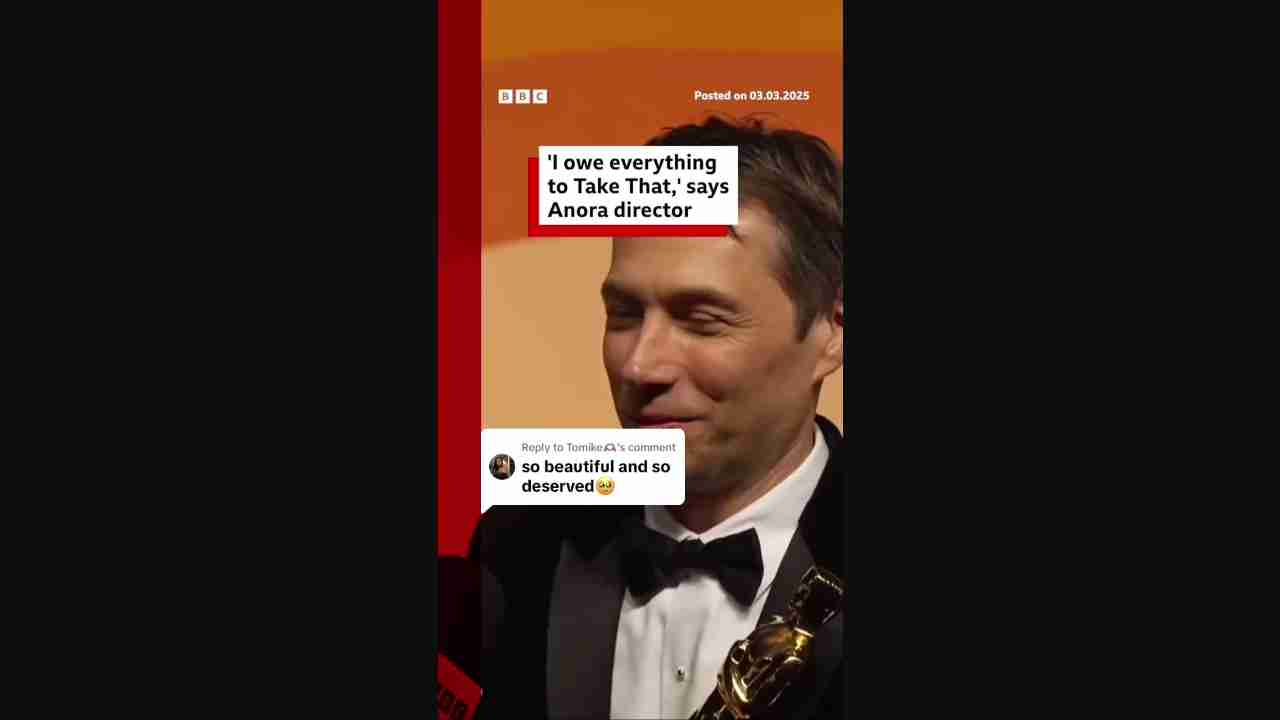 BBC
Posted on 03.03.2025
'I owe everything
to Take That,' says
Anora director
Reply to Tomike🫶🏾's comment
so beautiful and so
deserved🥹